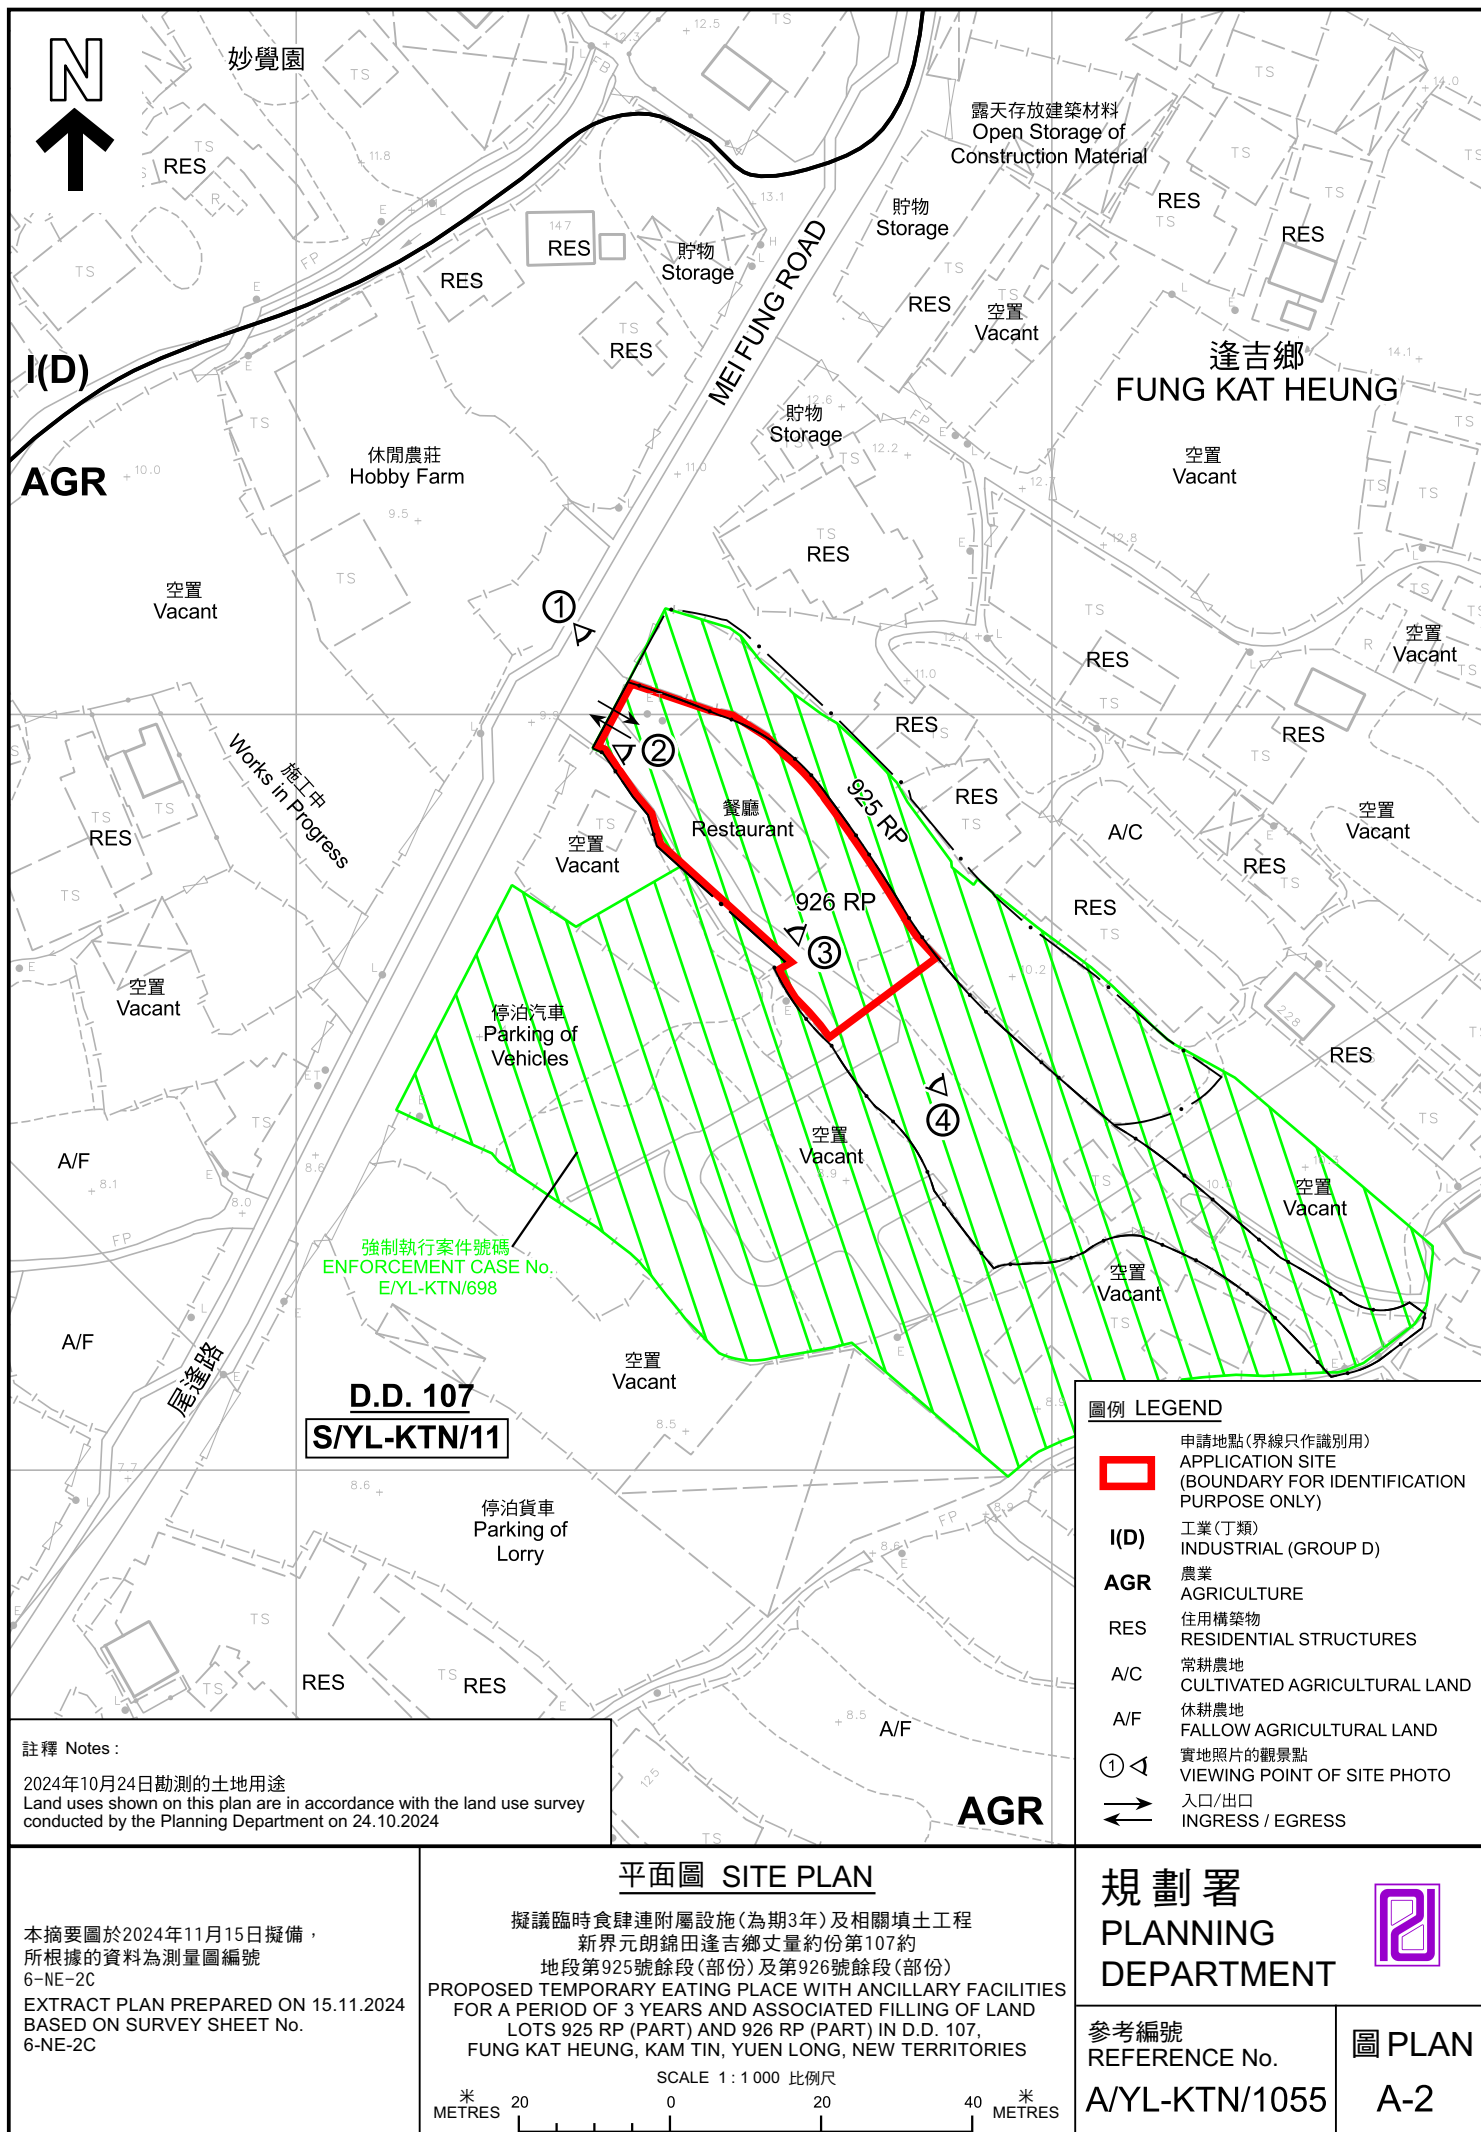 N
妙覺園
RES
I(D)
AGR
147
RES
RES
貯物
Storage
RES
露天存放建築材料
Open Storage of
Construction Material
貯物
Storage
RES
RES
RES
空置
Vacant
MEI FUNG ROAD
逢吉鄉
FUNG KAT HEUNG
貯物
Storage
休閒農莊
Hobby Farm
空置
Vacant
RES
空置
Vacant
1
RES
空置
Vacant
RES
RES
2
施工中
Works in Progress
RES
餐廳
Restaurant
925 RP
RES
A/C
空置
Vacant
空置
Vacant
RES
926 RP
RES
3
空置
Vacant
停泊汽車
Parking of
Vehicles
228
RES
4
空置
Vacant
A/F
空置
Vacant
強制執行案件號碼
ENFORCEMENT CASE No.
E/YL-KTN/698
空置
Vacant
A/F
尾逢路
空置
Vacant
D.D. 107
S/YL-KTN/11
停泊貨車
Parking of
Lorry
RES
RES
A/F
AGR
圖例 LEGEND
申請地點(界線只作識別用)
APPLICATION SITE
(BOUNDARY FOR IDENTIFICATION
PURPOSE ONLY)
I(D) 工業(丁類)
INDUSTRIAL (GROUP D)
AGR 農業
AGRICULTURE
RES 住用構築物
RESIDENTIAL STRUCTURES
A/C 常耕農地
CULTIVATED AGRICULTURAL LAND
A/F 休耕農地
FALLOW AGRICULTURAL LAND
1 實地照片的觀景點
VIEWING POINT OF SITE PHOTO
入口/出口
INGRESS / EGRESS
註釋 Notes :
2024年10月24日勘測的土地用途
Land uses shown on this plan are in accordance with the land use survey
conducted by the Planning Department on 24.10.2024
本摘要圖於2024年11月15日擬備，
所根據的資料為測量圖編號
6-NE-2C
EXTRACT PLAN PREPARED ON 15.11.2024
BASED ON SURVEY SHEET No.
6-NE-2C
平面圖 SITE PLAN
擬議臨時食肆連附屬設施(為期3年)及相關填土工程
新界元朗錦田逢吉鄉丈量約份第107約
地段第925號餘段(部份)及第926號餘段(部份)
PROPOSED TEMPORARY EATING PLACE WITH ANCILLARY FACILITIES
FOR A PERIOD OF 3 YEARS AND ASSOCIATED FILLING OF LAND
LOTS 925 RP (PART) AND 926 RP (PART) IN D.D. 107,
FUNG KAT HEUNG, KAM TIN, YUEN LONG, NEW TERRITORIES
SCALE 1 : 1 000 比例尺
米
METRES 20 0 20 40 米
METRES
規劃署
PLANNING
DEPARTMENT
參考編號
REFERENCE No.
A/YL-KTN/1055
圖 PLAN
A-2